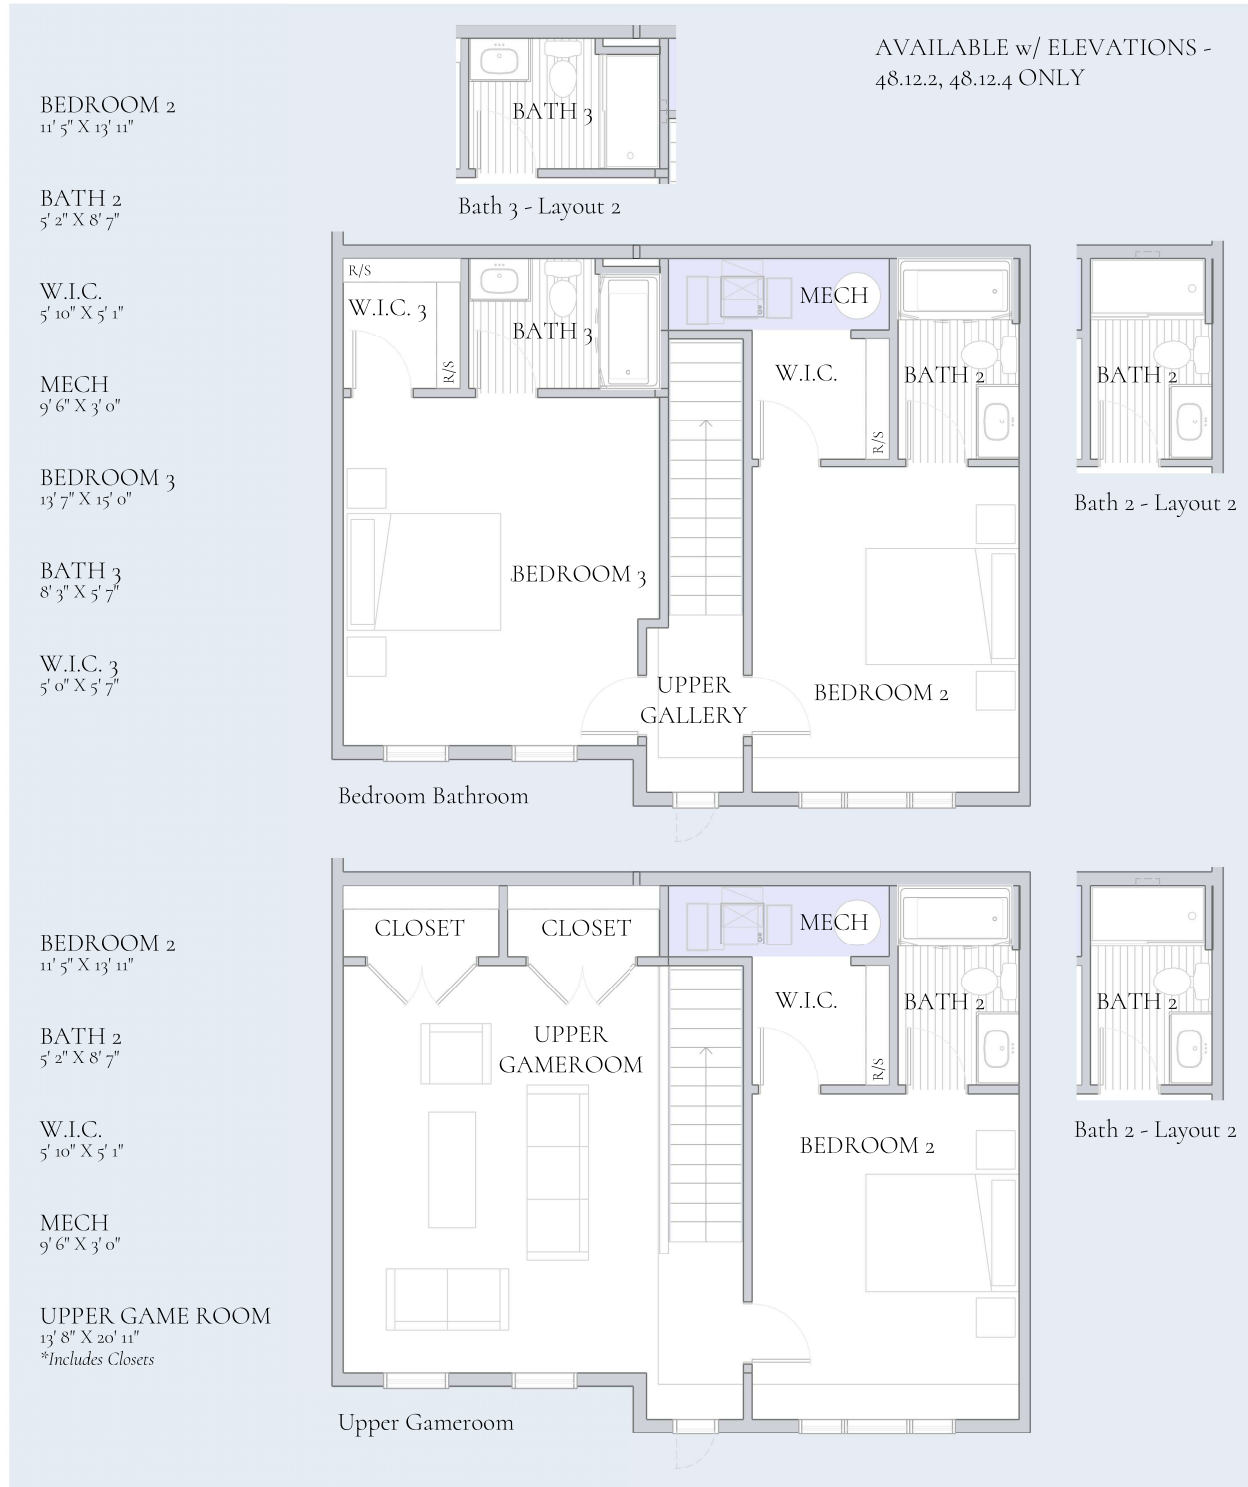 AVAILABLE w/ ELEVATIONS -
48.12.2, 48.12.4 ONLY
BATH 3
Bath 3 - Layout 2
BEDROOM 2
11' 5" X 13' 11"
BATH 2
5' 2" X 8' 7"
W.I.C.
5' 10" X 5' 1"
MECH
9' 6" X 3' 0"
BEDROOM 3
13' 7" X 15' 0"
BATH 3
8' 3" X 5' 7"
W.I.C. 3
5' 0" X 5' 7"
R/S
W.I.C. 3
R/S
BATH 3
MECH
W.I.C.
R/S
BATH 2
BEDROOM 3
UPPER
GALLERY
BEDROOM 2
Bedroom Bathroom
BATH 2
Bath 2 - Layout 2
BEDROOM 2
11' 5" X 13' 11"
BATH 2
5' 2" X 8' 7"
W.I.C.
5' 10" X 5' 1"
MECH
9' 6" X 3' 0"
UPPER GAME ROOM
13' 8" X 20' 11"
*Includes Closets
CLOSET
CLOSET
MECH
W.I.C.
R/S
BATH 2
UPPER
GAMEROOM
BEDROOM 2
Upper Gameroom
BATH 2
Bath 2 - Layout 2